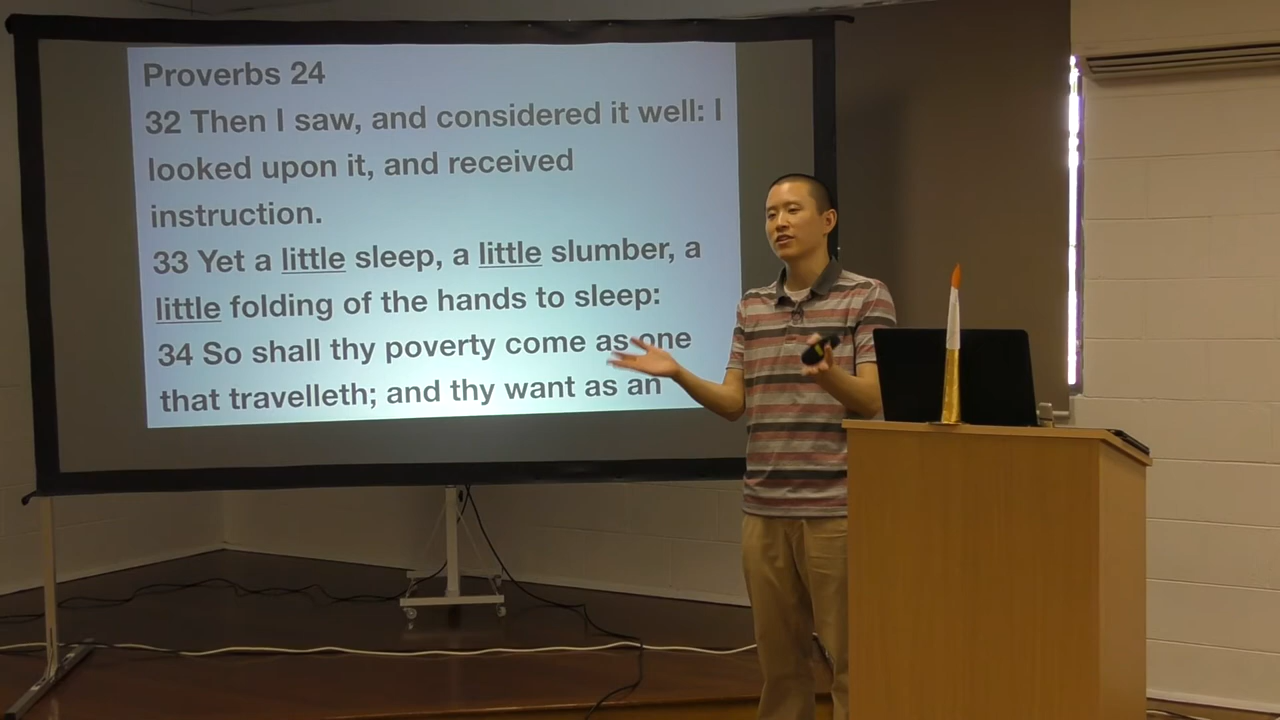 Proverbs 24
32 Then I saw, and considered it well: I
looked upon it, and received
instruction.
33 Yet a little sleep, a little slumber, a
little folding of the hands to sleep:
34 So shall thy poverty come as one
that travelleth; and thy want as an